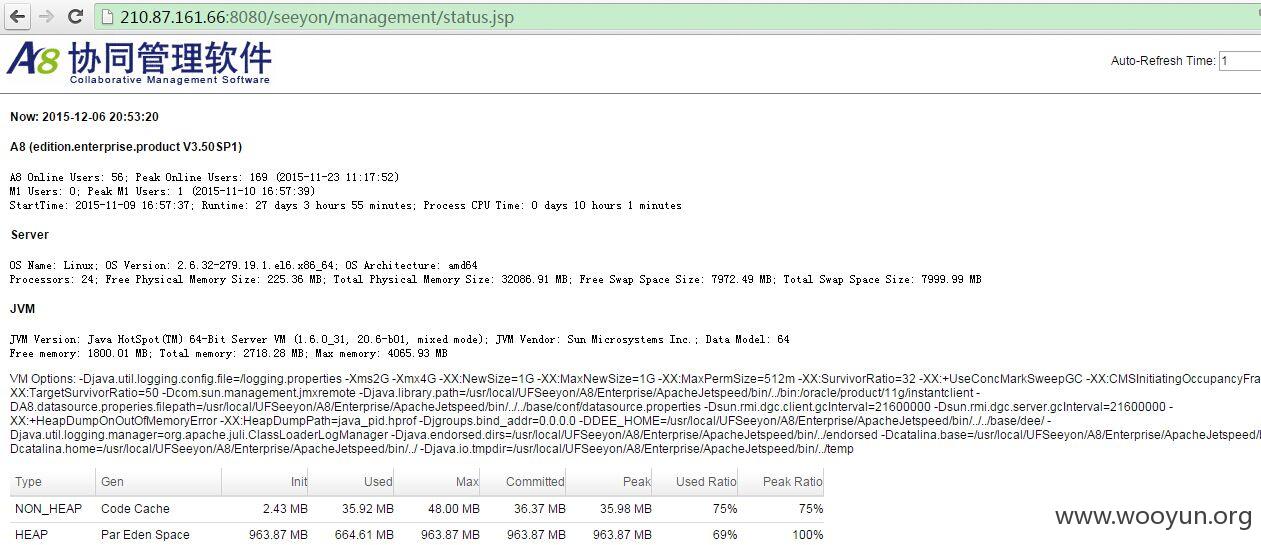 210.87.161.66:8080/seeyon/management/status.jsp
A8 协同管理软件
Collaborative Management Software
Auto-Refresh Time: 1
Now: 2015-12-06 20:53:20
A8 (edition.enterprise.product V3.50SP1)
A8 Online Users: 56; Peak Online Users: 169 (2015-11-23 11:17:52)
M1 Users: 0; Peak M1 Users: 1 (2015-11-10 16:57:39)
StartTime: 2015-11-09 16:57:37; Runtime: 27 days 3 hours 55 minutes; Process CPU Time: 0 days 10 hours 1 minutes
Server
OS Name: Linux; OS Version: 2.6.32-279.19.1.el6.x86_64; OS Architecture: amd64
Processors: 24; Free Physical Memory Size: 225.36 MB; Total Physical Memory Size: 32086.91 MB; Free Swap Space Size: 7972.49 MB; Total Swap Space Size: 7999.99 MB
JVM
JVM Version: Java HotSpot(TM) 64-Bit Server VM (1.6.0_31, 20.6-b01, mixed mode); JVM Vendor: Sun Microsystems Inc.; Data Model: 64
Free memory: 1800.01 MB; Total memory: 2718.28 MB; Max memory: 4065.93 MB
VM Options: -Djava.util.logging.config.file=/logging.properties -Xms2G -Xmx4G -XX:NewSize=1G -XX:MaxNewSize=1G -XX:MaxPermSize=512m -XX:SurvivorRatio=32 -XX:+UseConcMarkSweepGC -XX:CMSInitiatingOccupancyFra
XX:TargetSurvivorRatio=50 -Dcom.sun.management.jmxremote -Djava.library.path=/usr/local/UFSeeyon/A8/Enterprise/ApacheJetspeed/bin/../bin:/oracle/product/11g/instantclient -
DA8.datasource.properies.filepath=/usr/local/UFSeeyon/A8/Enterprise/ApacheJetspeed/bin/../../base/conf/datasource.properties -Dsun.rmi.dgc.client.gcInterval=21600000 -Dsun.rmi.dgc.server.gcInterval=21600000 -
XX:+HeapDumpOnOutOfMemoryError -XX:HeapDumpPath=java_pid.hprof -Djgroups.bind_addr=0.0.0.0 -DDEE_HOME=/usr/local/UFSeeyon/A8/Enterprise/ApacheJetspeed/bin/../../base/dee/ -
Djava.util.logging.manager=org.apache.juli.ClassLoaderLogManager -Djava.endorsed.dirs=/usr/local/UFSeeyon/A8/Enterprise/ApacheJetspeed/bin/../endorsed -Dcatalina.base=/usr/local/UFSeeyon/A8/Enterprise/ApacheJetspeed/
Dcatalina.home=/usr/local/UFSeeyon/A8/Enterprise/ApacheJetspeed/bin/../ -Djava.io.tmpdir=/usr/local/UFSeeyon/A8/Enterprise/ApacheJetspeed/bin/../temp
Type Gen Init Used Max Committed Peak Used Ratio Peak Ratio
NON_HEAP Code Cache 2.43 MB 35.92 MB 48.00 MB 36.37 MB 35.98 MB 75% 75%
HEAP Par Eden Space 963.87 MB 664.61 MB 963.87 MB 963.87 MB 963.87 MB 69% 100%
www.wooyun.org